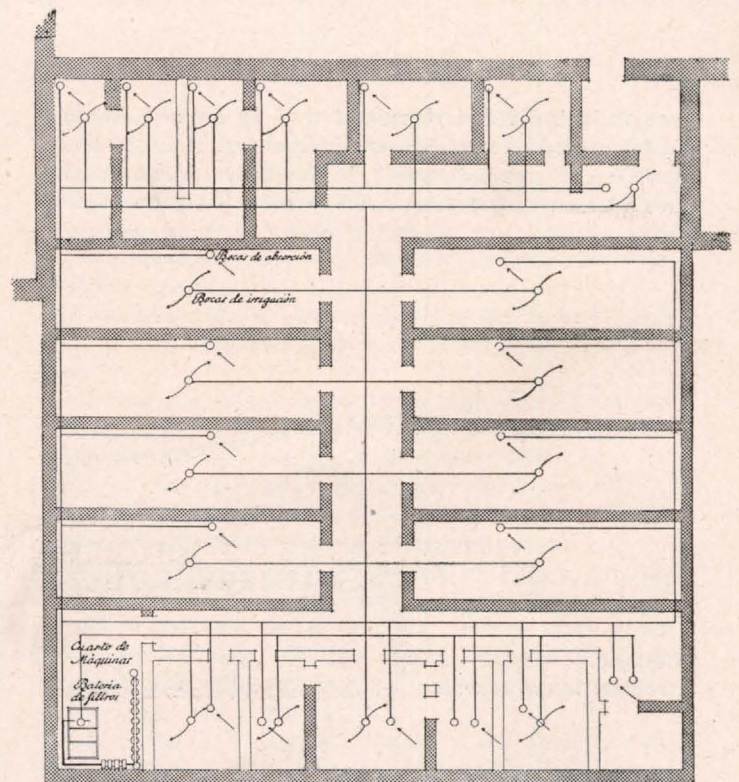 Bocas de absorción
Bocas de irrigación
Cuarto de
Máquinas
Batería
de filtros